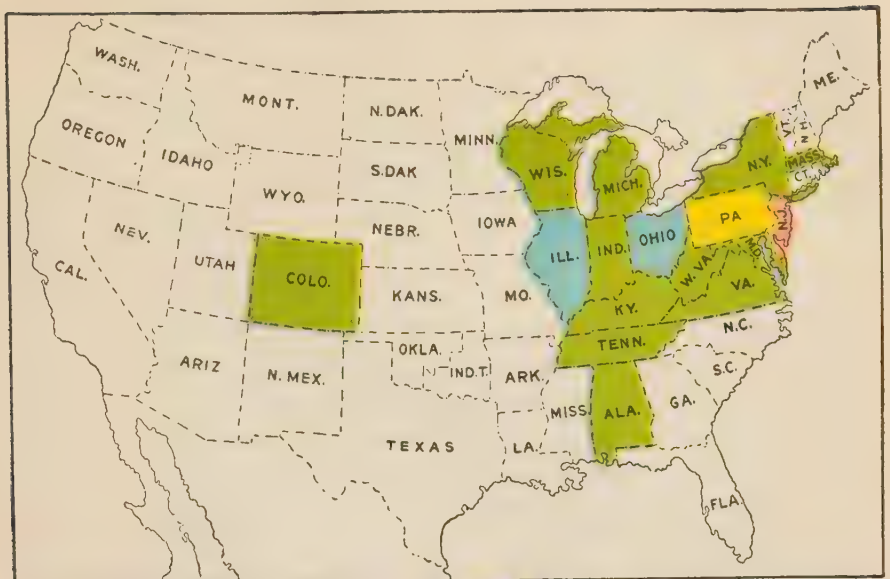 WASH.
MONT.
N.DAK.
MINN.
ME.
VT.
N.H.
OREGON
IDAHO
S.DAK
WIS.
MICH.
N.Y.
MASS.
CT.
WYO.
NEV.
NEBR.
IOWA
PA
N.J.
CAL.
UTAH
COLO.
ILL.
IND.
OHIO
W.VA.
MD.
VA.
KANS.
MO.
KY.
ARIZ
N.MEX.
OKLA.
IND.T.
ARK.
TENN.
N.C.
S.C.
MISS.
ALA.
GA.
TEXAS
LA.
FLA.